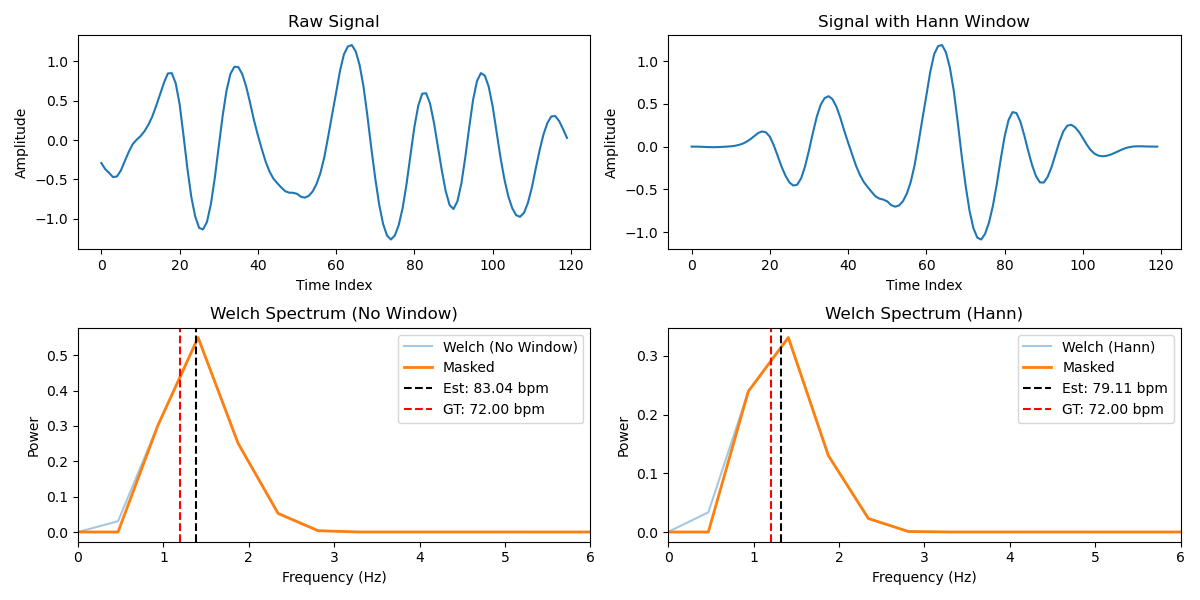 Raw Signal
Amplitude
1.0
0.5
0.0
−0.5
−1.0
0 20 40 60 80 100 120
Time Index
Signal with Hann Window
Amplitude
1.0
0.5
0.0
−0.5
−1.0
0 20 40 60 80 100 120
Time Index
Welch Spectrum (No Window)
Power
0.5
0.4
0.3
0.2
0.1
0.0
0 1 2 3 4 5 6
Frequency (Hz)
Welch (No Window)
Masked
Est: 83.04 bpm
GT: 72.00 bpm
Welch Spectrum (Hann)
Power
0.3
0.2
0.1
0.0
0 1 2 3 4 5 6
Frequency (Hz)
Welch (Hann)
Masked
Est: 79.11 bpm
GT: 72.00 bpm